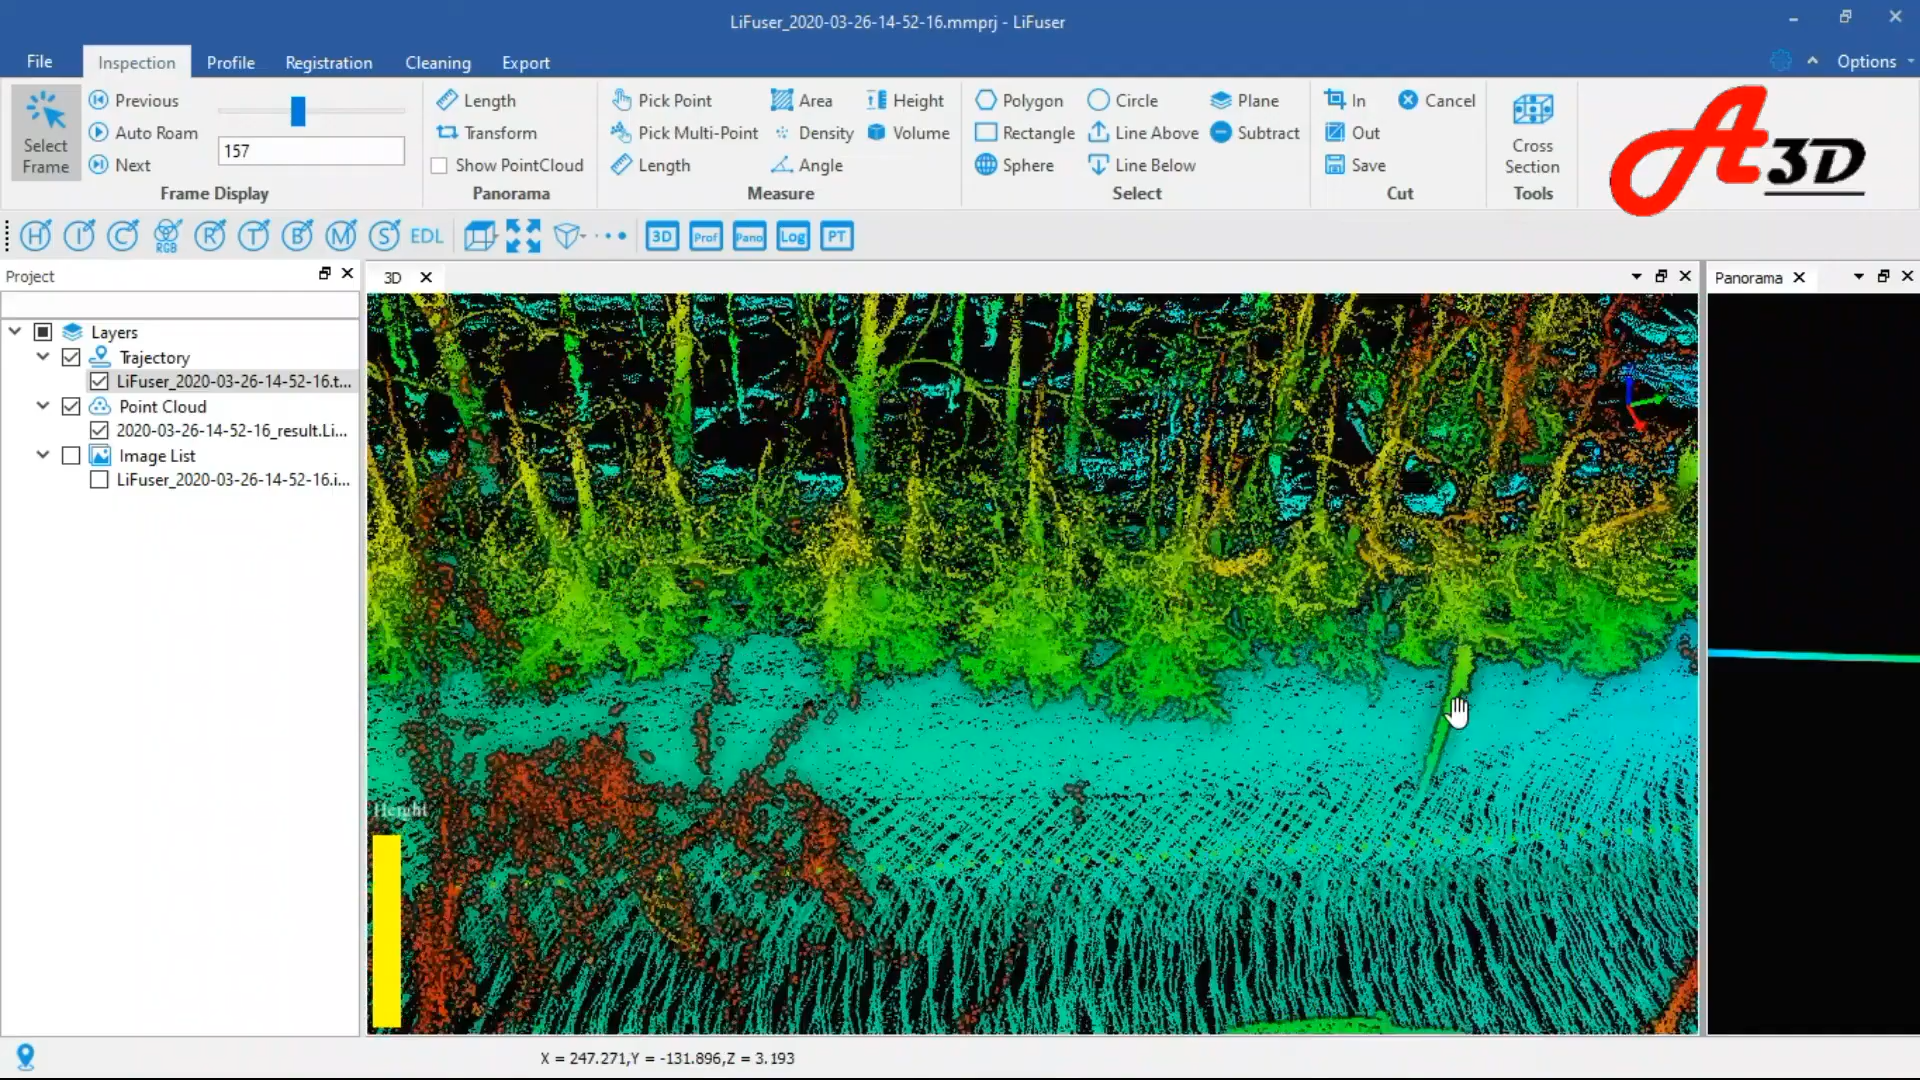 LiFuser_2020-03-26-14-52-16.mmprj - LiFuser
File Inspection Profile Registration Cleaning Export Options
Select Frame
Previous
Auto Roam
Next
157
Frame Display
Length
Transform
Show PointCloud
Panorama
Pick Point Area Height
Pick Multi-Point Density Volume
Length Angle
Measure
Polygon Circle Plane
Rectangle Line Above Subtract
Sphere Line Below
Select
In Cancel
Out
Save
Cut
Cross Section
Tools
A3D
H I C RGB R T B M S EDL 3D Prof Pano Log PT
Project
3D
Panorama
Layers
Trajectory
LiFuser_2020-03-26-14-52-16.t...
Point Cloud
2020-03-26-14-52-16_result.Li...
Image List
LiFuser_2020-03-26-14-52-16.i...
Height
X = 247.271,Y = -131.896,Z = 3.193